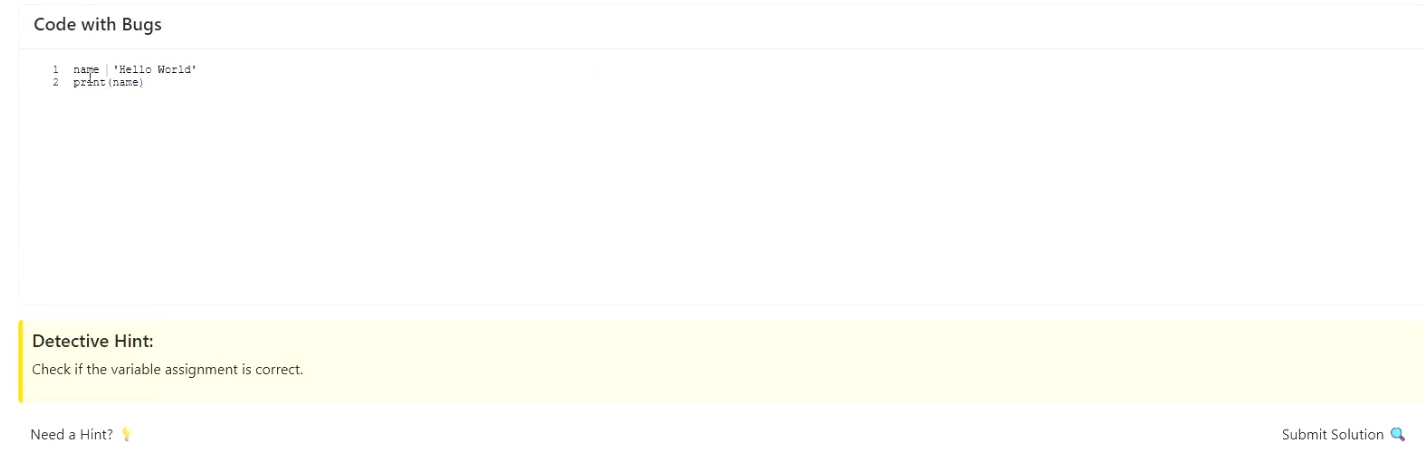 Code with Bugs
1 name 'Hello World'
2 print(name)
Detective Hint:
Check if the variable assignment is correct.
Need a Hint? 💡
Submit Solution 🔍